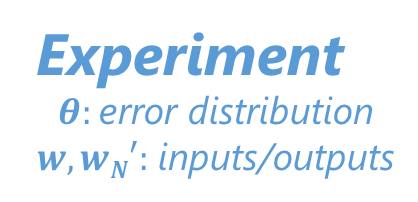 Experiment
θ: error distribution
w, w_N′: inputs/outputs